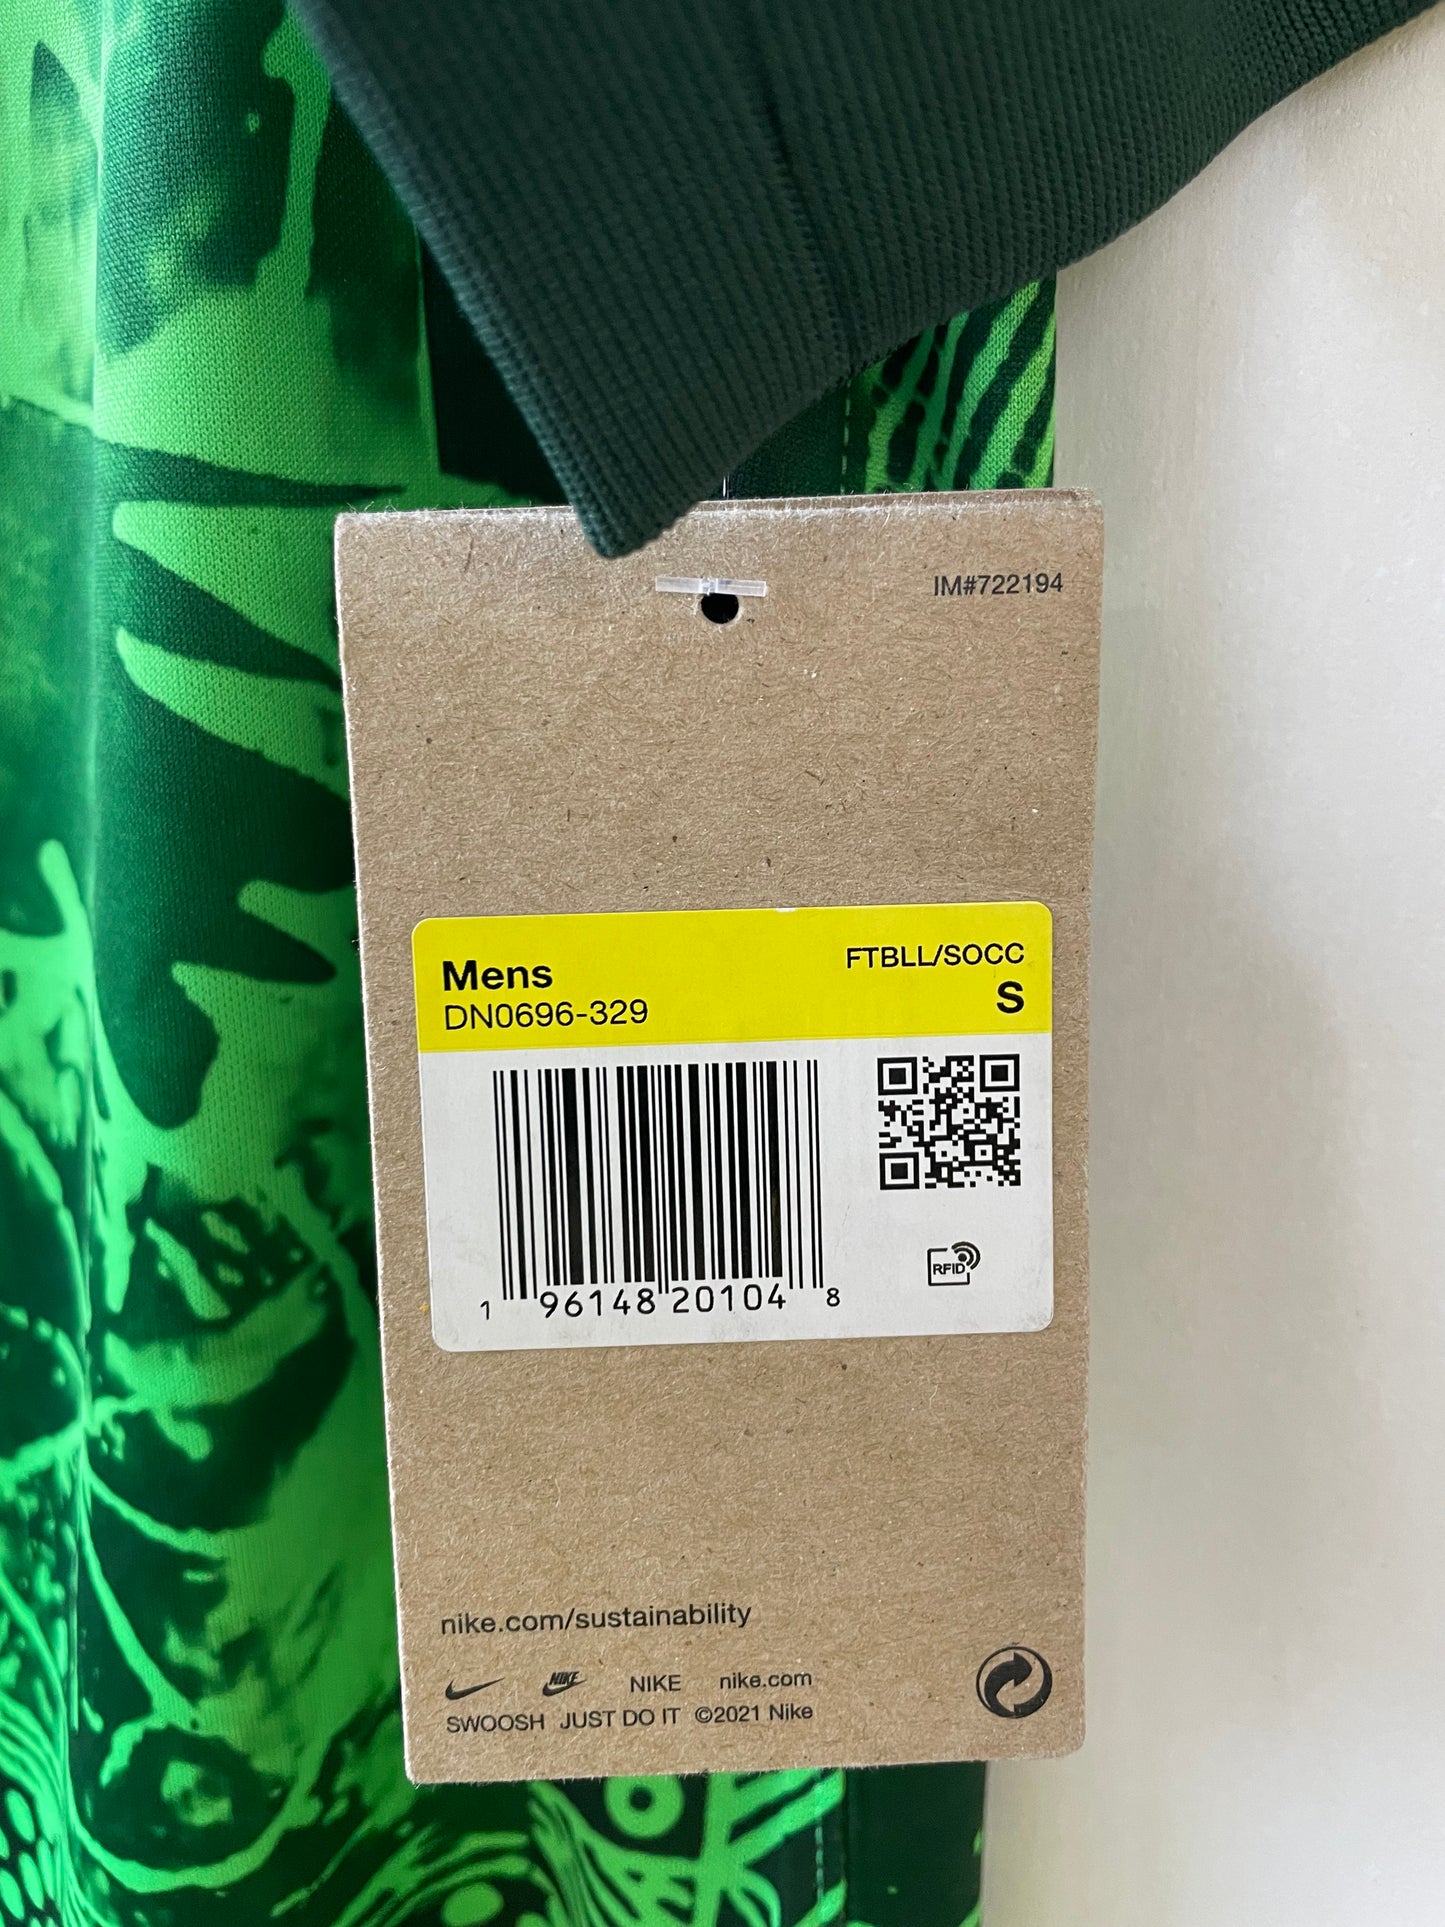 IM#722194
Mens FTBLL/SOCC
DN0696-329 S
1 96148 20104 8
RFID
nike.com/sustainability
NIKE NIKE nike.com
SWOOSH JUST DO IT ©2021 Nike